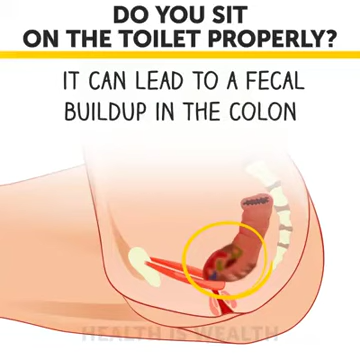 DO YOU SIT
ON THE TOILET PROPERLY?
IT CAN LEAD TO A FECAL
BUILDUP IN THE COLON
HEALTH IS WEALTH